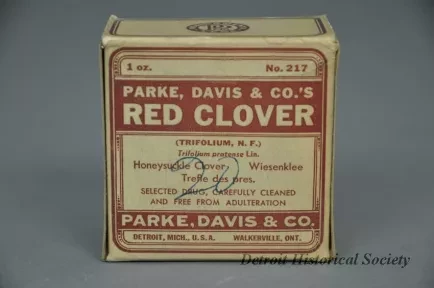 1 oz. No. 217
PARKE, DAVIS & CO.'S
RED CLOVER
(TRIFOLIUM, N. F.)
Trifolium pratense Lin.
Honeysuckle Clover Wiesenklee
Trefle des pres.
20
SELECTED DRUG, CAREFULLY CLEANED
AND FREE FROM ADULTERATION
PARKE, DAVIS & CO.
DETROIT, MICH., U. S. A. WALKERVILLE, ONT.
Detroit Historical Society